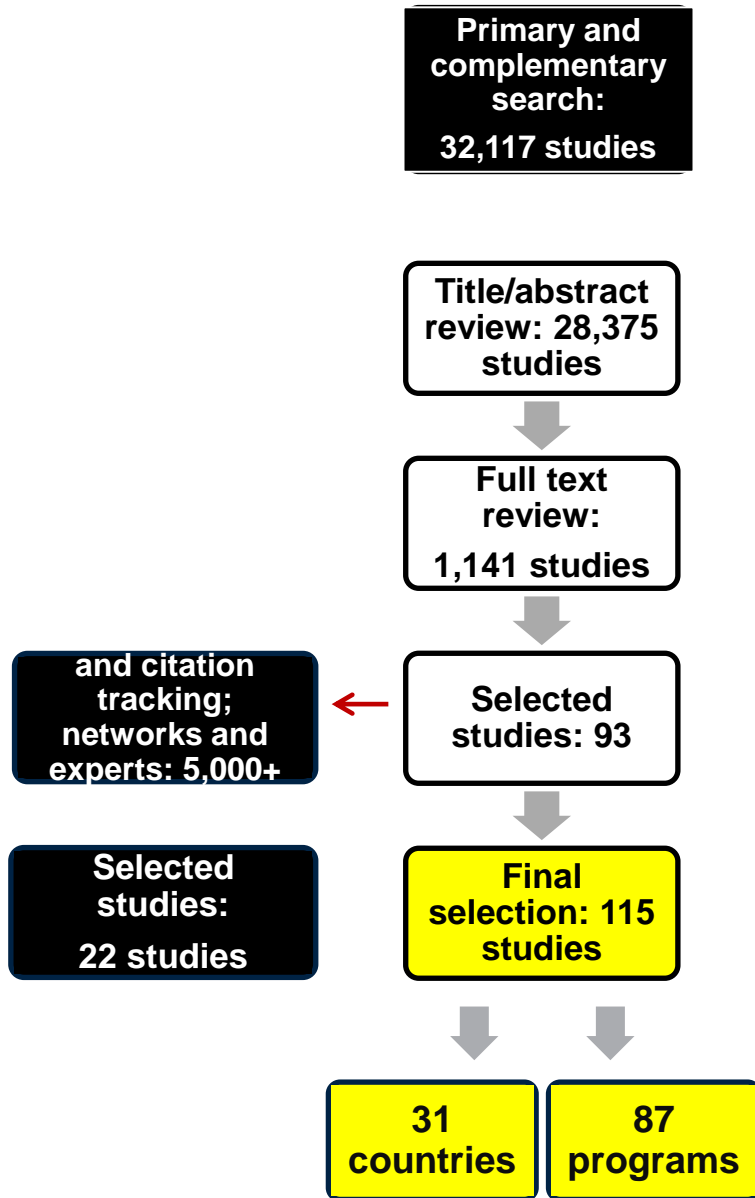 Primary and
complementary
search:
32,117 studies
Title/abstract
review: 28,375
studies
Full text
review:
1,141 studies
and citation
tracking;
networks and
experts: 5,000+
Selected
studies: 93
Selected
studies:
22 studies
Final
selection: 115
studies
31
countries
87
programs